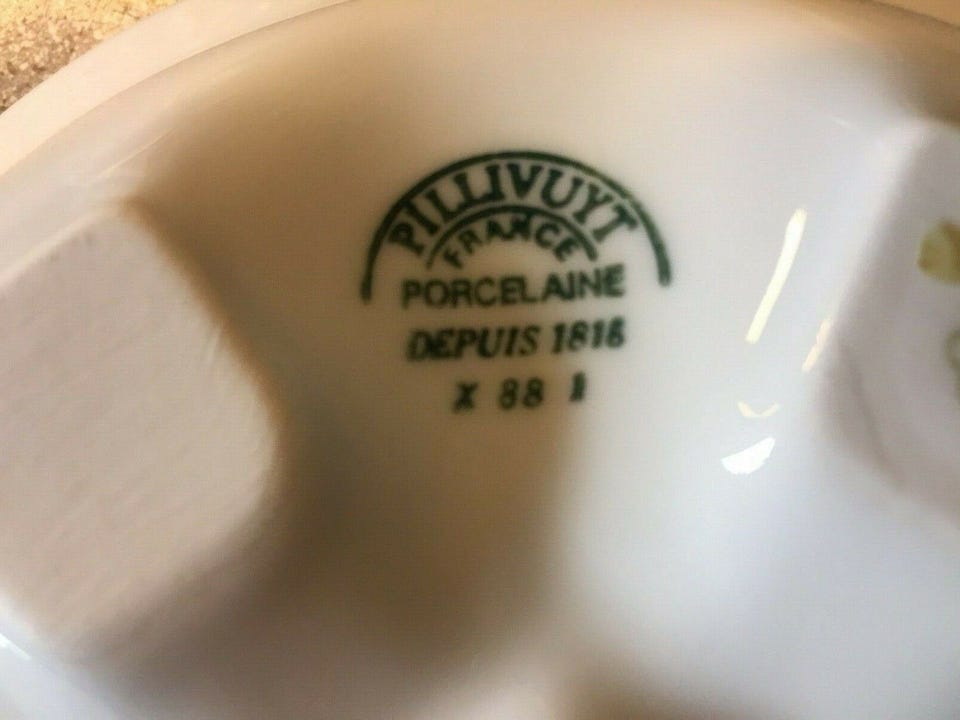 PILLIVUYT
FRANCE
PORCELAINE
DEPUIS 1818
X 88